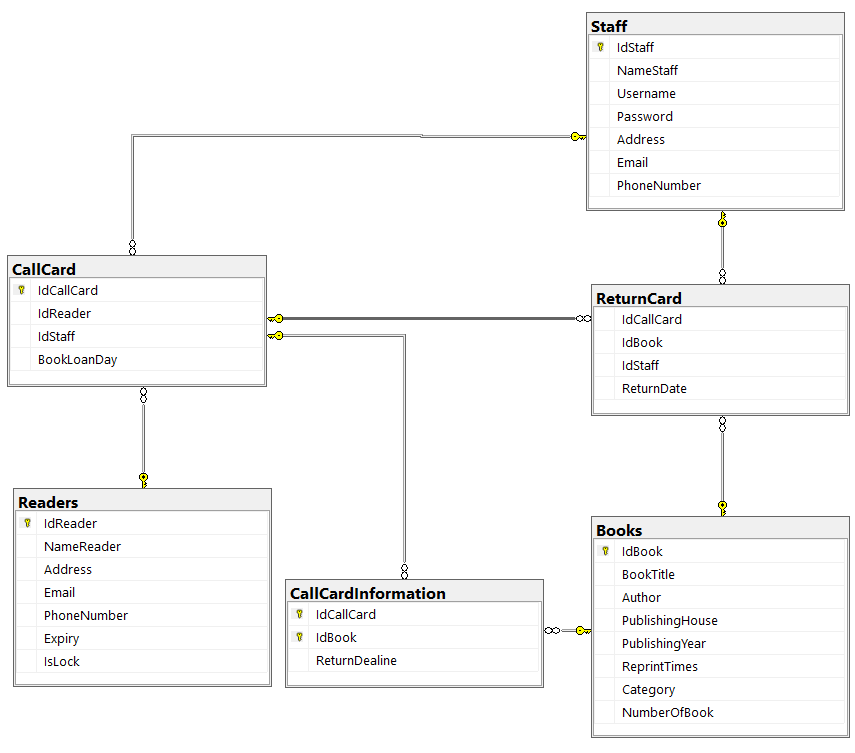 Staff
IdStaff
NameStaff
Username
Password
Address
Email
PhoneNumber
CallCard
IdCallCard
IdReader
IdStaff
BookLoanDay
ReturnCard
IdCallCard
IdBook
IdStaff
ReturnDate
Readers
IdReader
NameReader
Address
Email
PhoneNumber
Expiry
IsLock
CallCardInformation
IdCallCard
IdBook
ReturnDealine
Books
IdBook
BookTitle
Author
PublishingHouse
PublishingYear
ReprintTimes
Category
NumberOfBook